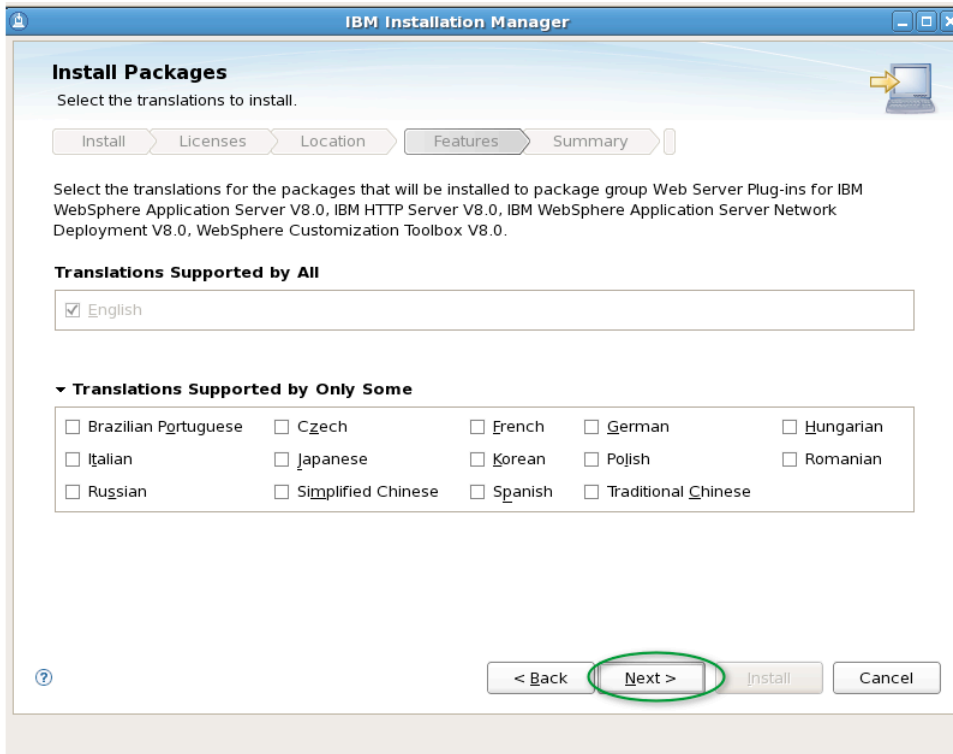 IBM Installation Manager
Install Packages
Select the translations to install.
Install Licenses Location Features Summary
Select the translations for the packages that will be installed to package group Web Server Plug-ins for IBM
WebSphere Application Server V8.0, IBM HTTP Server V8.0, IBM WebSphere Application Server Network
Deployment V8.0, WebSphere Customization Toolbox V8.0.
Translations Supported by All
English
Translations Supported by Only Some
Brazilian Portuguese Czech French German Hungarian
Italian Japanese Korean Polish Romanian
Russian Simplified Chinese Spanish Traditional Chinese
? < Back Next > Install Cancel